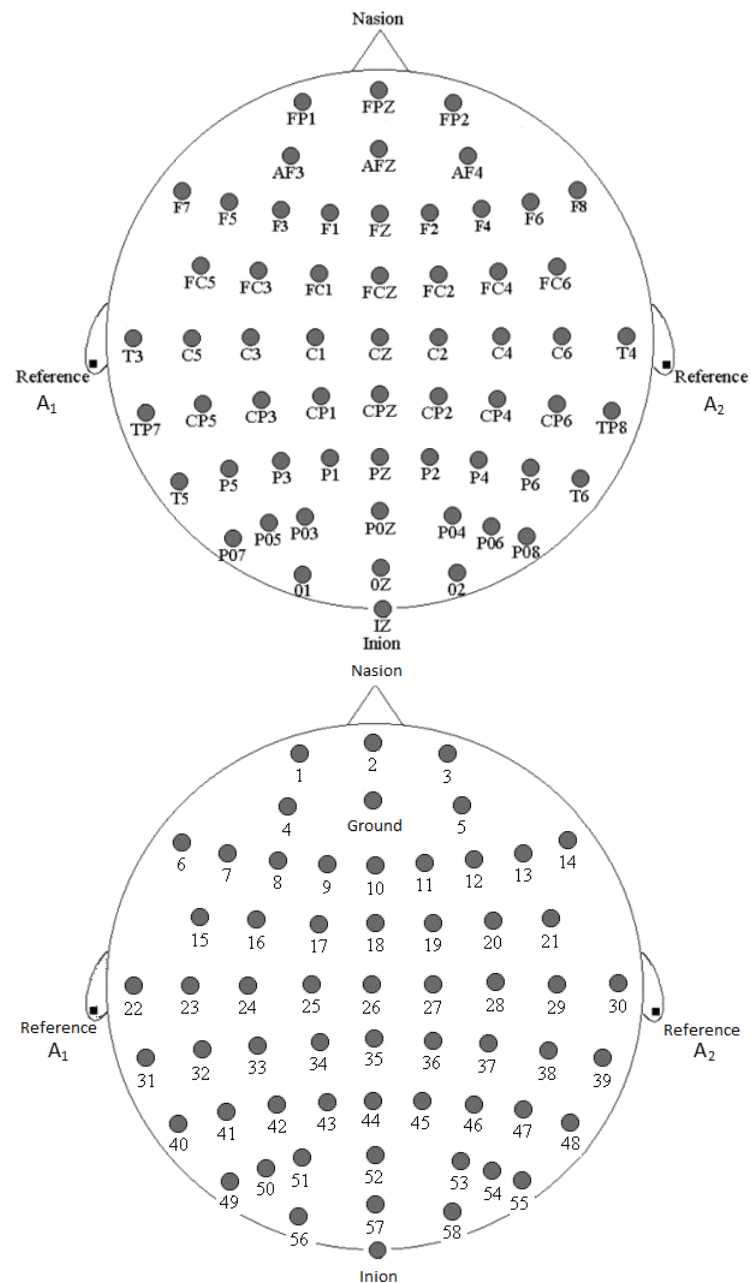 Nasion
FP1 FPZ FP2
AF3 AFZ AF4
F7 F5 F3 F1 FZ F2 F4 F6 F8
FC5 FC3 FC1 FCZ FC2 FC4 FC6
T3 C5 C3 C1 CZ C2 C4 C6 T4
Reference Reference
A₁ A₂
TP7 CP5 CP3 CP1 CPZ CP2 CP4 CP6 TP8
T5 P5 P3 P1 PZ P2 P4 P6 T6
P07 P05 P03 P0Z P04 P06 P08
01 0Z 02
IZ
Inion
Nasion
1 2 3
4 Ground 5
6 7 8 9 10 11 12 13 14
15 16 17 18 19 20 21
22 23 24 25 26 27 28 29 30
Reference Reference
A₁ A₂
31 32 33 34 35 36 37 38 39
40 41 42 43 44 45 46 47 48
49 50 51 52 53 54 55
56 57 58
Inion